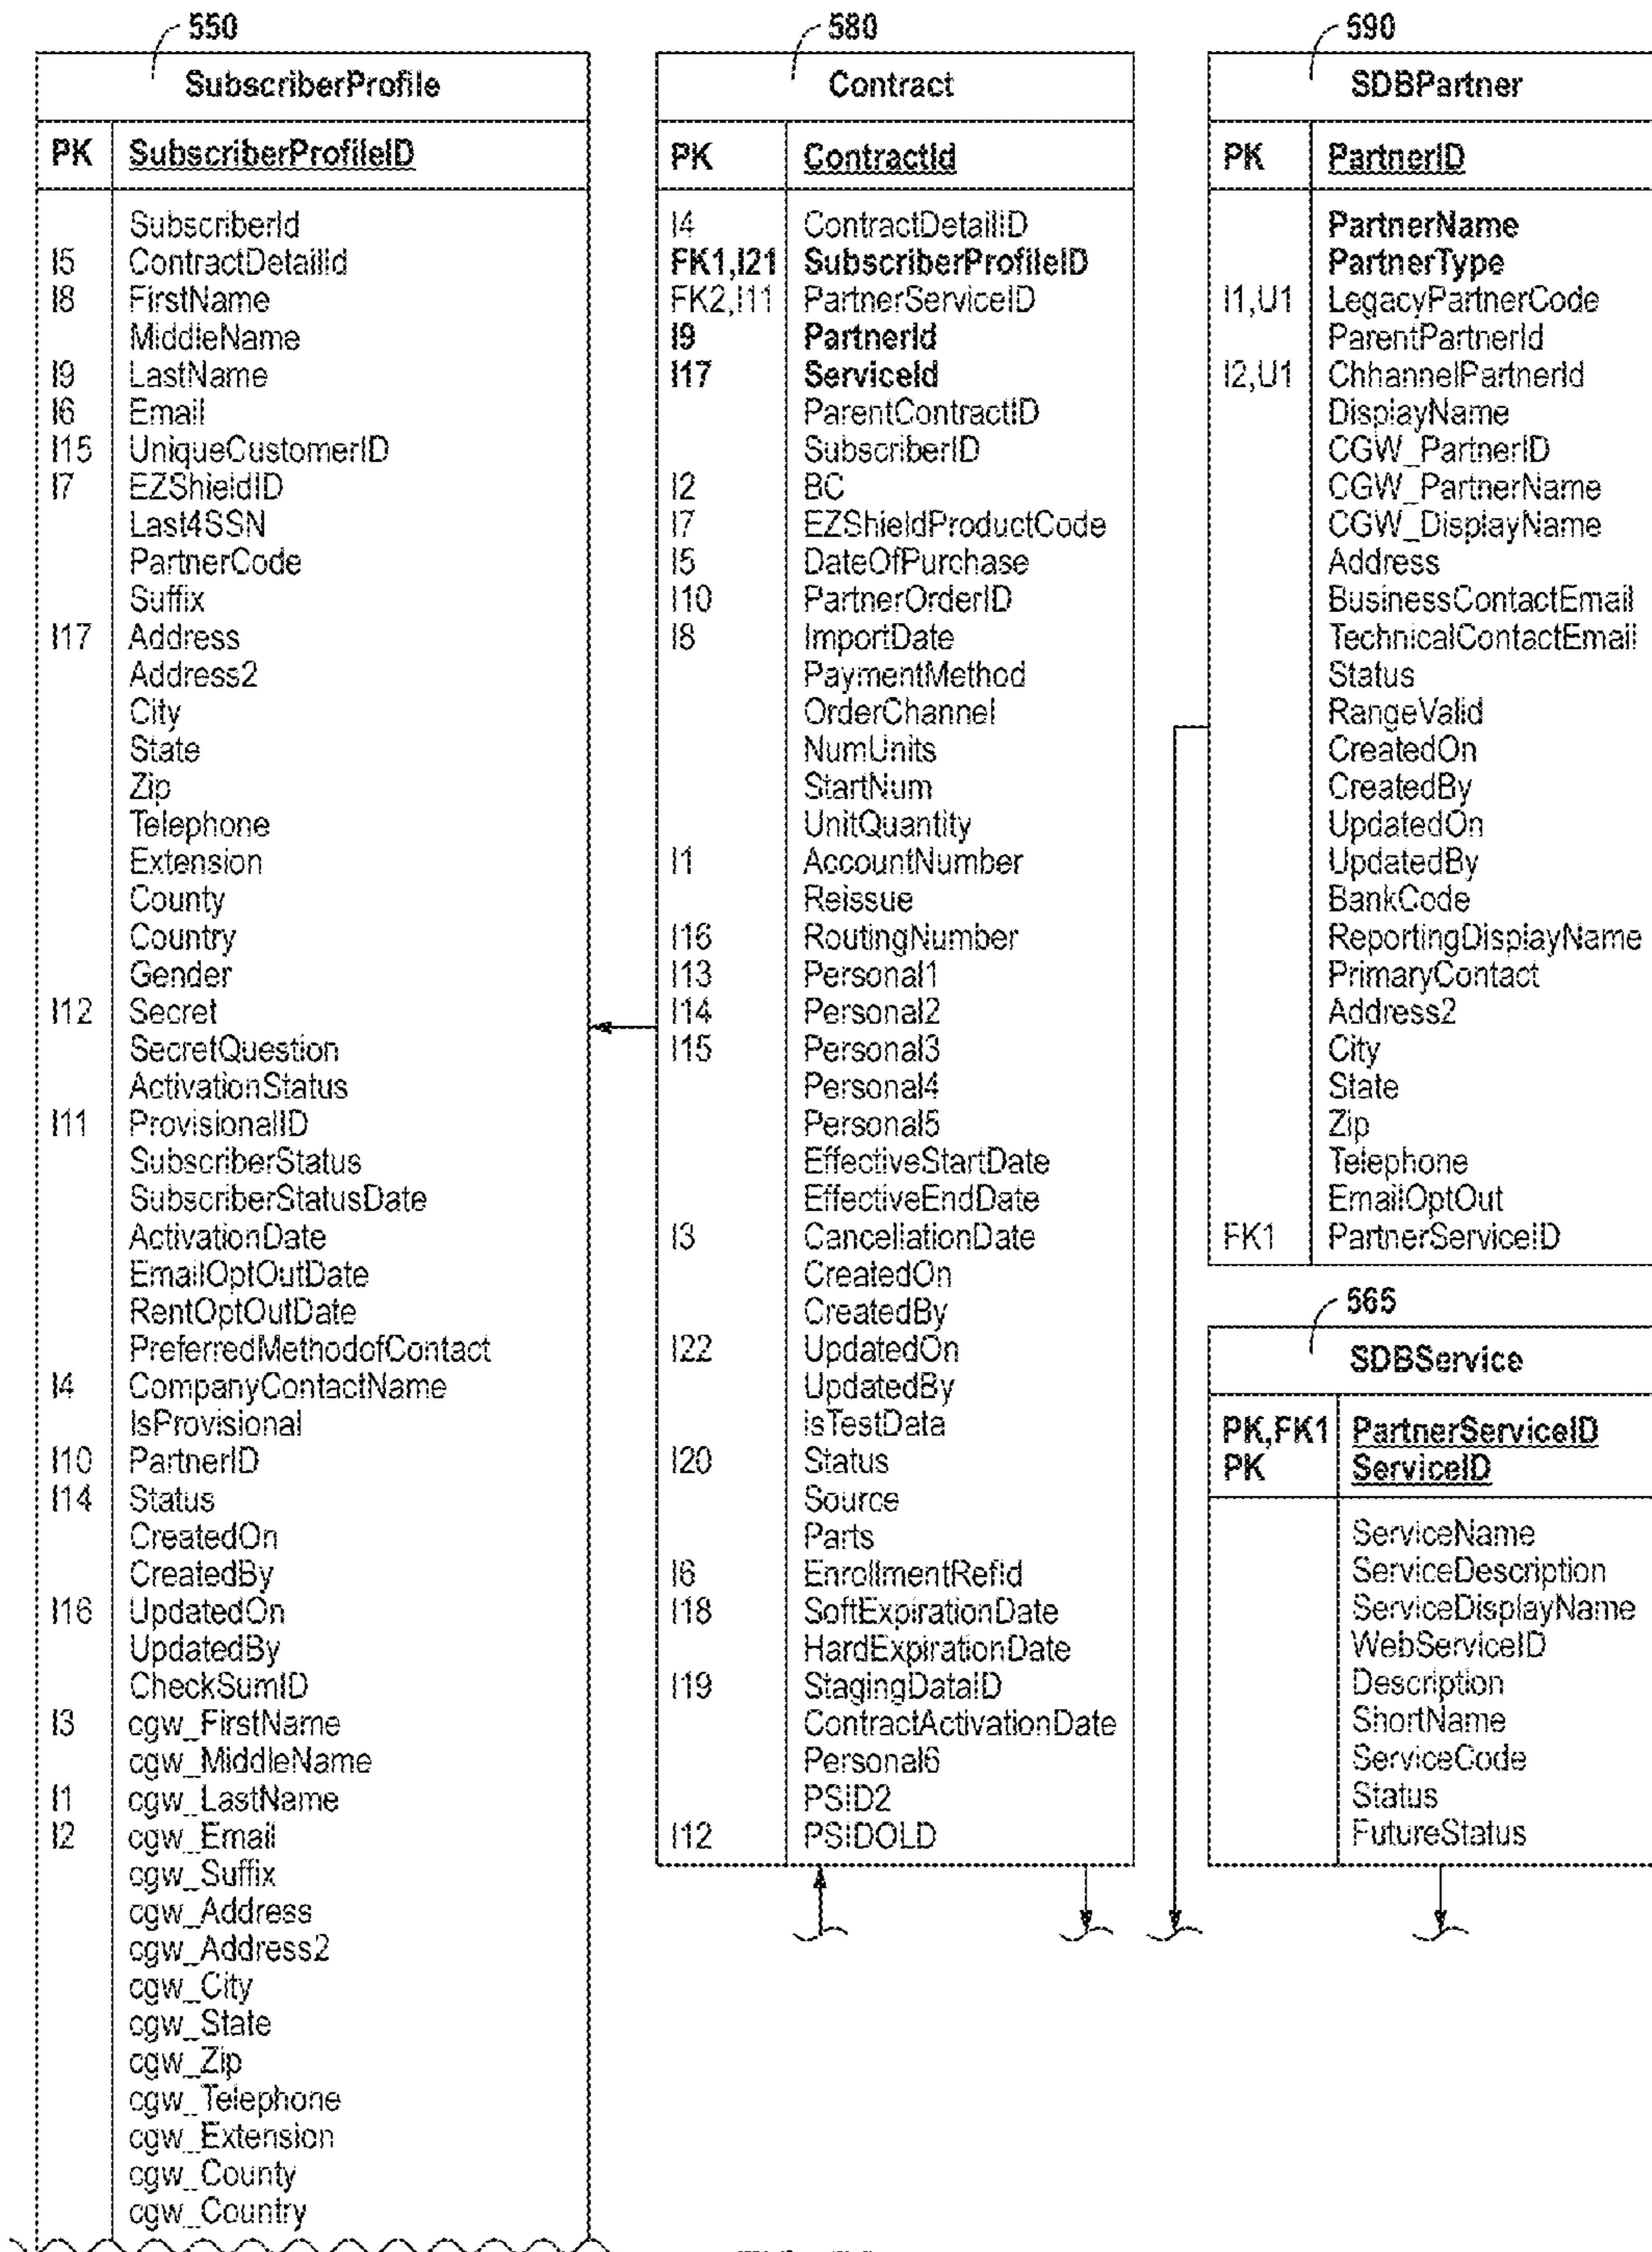 550
SubscriberProfile
PK SubscriberProfileID
SubscriberId
I5 ContractDetailId
I8 FirstName
MiddleName
I9 LastName
I6 Email
I15 UniqueCustomerID
I7 EZShieldID
Last4SSN
PartnerCode
Suffix
I17 Address
Address2
City
State
Zip
Telephone
Extension
County
Country
Gender
I12 Secret
SecretQuestion
ActivationStatus
I11 ProvisionalID
SubscriberStatus
SubscriberStatusDate
ActivationDate
EmailOptOutDate
RentOptOutDate
PreferredMethodofContact
I4 CompanyContactName
IsProvisional
I10 PartnerID
I14 Status
CreatedOn
CreatedBy
I16 UpdatedOn
UpdatedBy
CheckSumID
I3 cgw_FirstName
cgw_MiddleName
I1 cgw_LastName
I2 cgw_Email
cgw_Suffix
cgw_Address
cgw_Address2
cgw_City
cgw_State
cgw_Zip
cgw_Telephone
cgw_Extension
cgw_County
cgw_Country
580
Contract
PK ContractId
I4 ContractDetailID
FK1,I21 SubscriberProfileID
FK2,I11 PartnerServiceID
I9 PartnerId
I17 ServiceId
ParentContractID
SubscriberID
I2 BC
I7 EZShieldProductCode
I5 DateOfPurchase
I10 PartnerOrderID
I8 ImportDate
PaymentMethod
OrderChannel
NumUnits
StartNum
UnitQuantity
I1 AccountNumber
Reissue
I16 RoutingNumber
I13 Personal1
I14 Personal2
I15 Personal3
Personal4
Personal5
EffectiveStartDate
EffectiveEndDate
I3 CancellationDate
CreatedOn
CreatedBy
I22 UpdatedOn
UpdatedBy
isTestData
I20 Status
Source
Parts
I6 EnrollmentRefid
I18 SoftExpirationDate
HardExpirationDate
I19 StagingDataID
ContractActivationDate
Personal6
PSID2
I12 PSIDOLD
590
SDBPartner
PK PartnerID
PartnerName
PartnerType
I1,U1 LegacyPartnerCode
ParentPartnerId
I2,U1 ChhannelPartnerId
DisplayName
CGW_PartnerID
CGW_PartnerName
CGW_DisplayName
Address
BusinessContactEmail
TechnicalContactEmail
Status
RangeValid
CreatedOn
CreatedBy
UpdatedOn
UpdatedBy
BankCode
ReportingDisplayName
PrimaryContact
Address2
City
State
Zip
Telephone
EmailOptOut
FK1 PartnerServiceID
565
SDBService
PK,FK1 PartnerServiceID
PK ServiceID
ServiceName
ServiceDescription
ServiceDisplayName
WebServiceID
Description
ShortName
ServiceCode
Status
FutureStatus